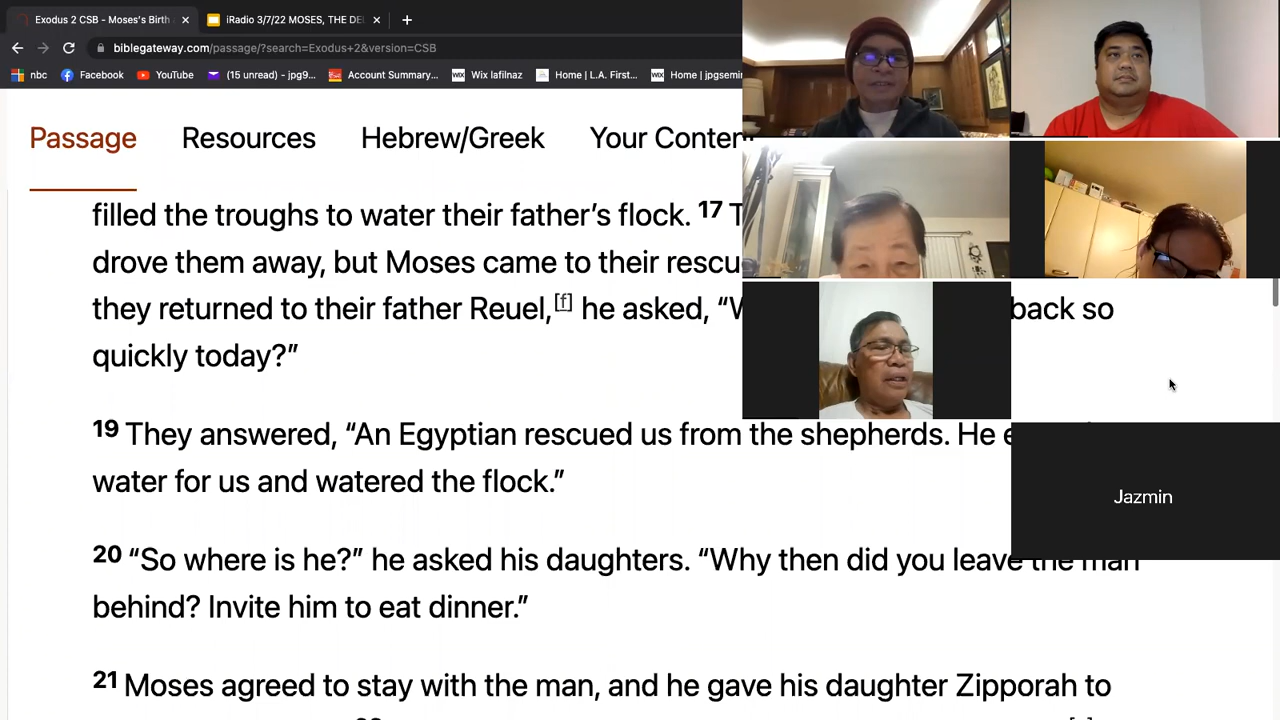 Exodus 2 CSB - Moses's Birth
iRadio 3/7/22 MOSES, THE DEL
biblegateway.com/passage/?search=Exodus+2&version=CSB
nbc Facebook YouTube (15 unread) - jpg9... Account Summary... Wix lafilnaz Home | L.A. First... Home | jpgsemin
Passage Resources Hebrew/Greek Your Conten
filled the troughs to water their father’s flock. 17 T
drove them away, but Moses came to their rescu
they returned to their father Reuel,[f] he asked, “W back so
quickly today?”
19 They answered, “An Egyptian rescued us from the shepherds. He
water for us and watered the flock.”
Jazmin
20 “So where is he?” he asked his daughters. “Why then did you leave the man
behind? Invite him to eat dinner.”
21 Moses agreed to stay with the man, and he gave his daughter Zipporah to